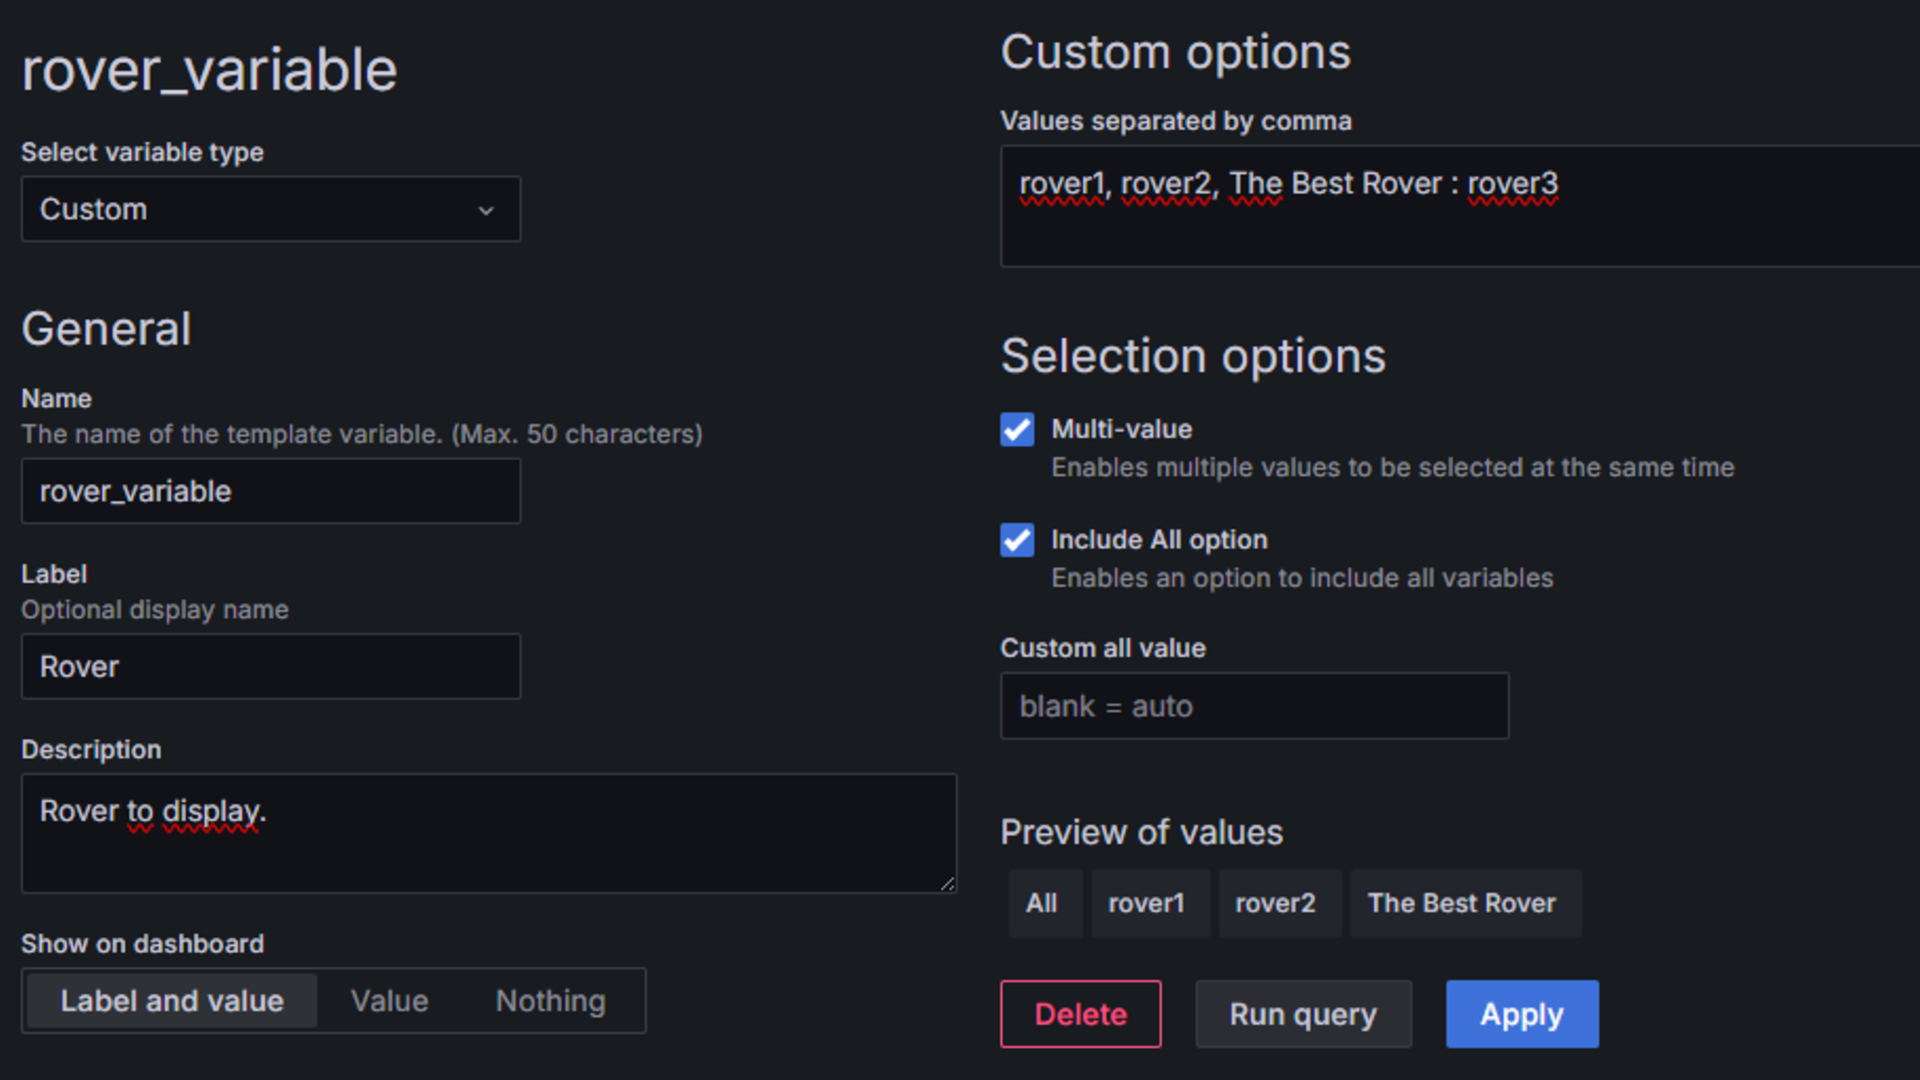 rover_variable
Select variable type
Custom
General
Name
The name of the template variable. (Max. 50 characters)
rover_variable
Label
Optional display name
Rover
Description
Rover to display.
Show on dashboard
Label and value Value Nothing
Custom options
Values separated by comma
rover1, rover2, The Best Rover : rover3
Selection options
Multi-value
Enables multiple values to be selected at the same time
Include All option
Enables an option to include all variables
Custom all value
blank = auto
Preview of values
All rover1 rover2 The Best Rover
Delete Run query Apply